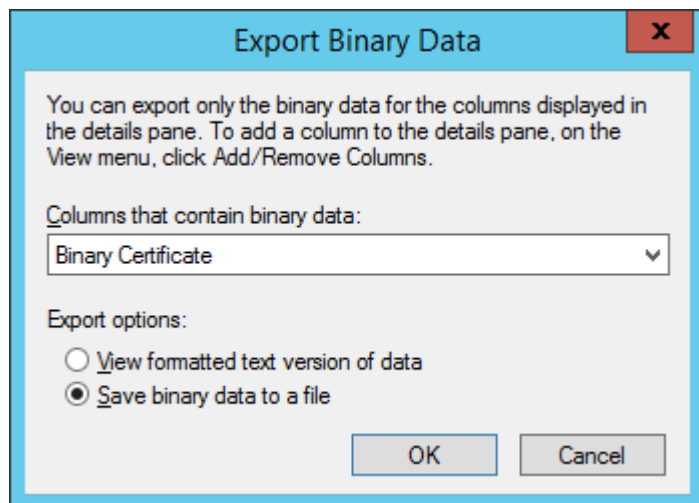 Export Binary Data
x
You can export only the binary data for the columns displayed in
the details pane. To add a column to the details pane, on the
View menu, click Add/Remove Columns.
Columns that contain binary data:
Binary Certificate
Export options:
View formatted text version of data
Save binary data to a file
OK Cancel